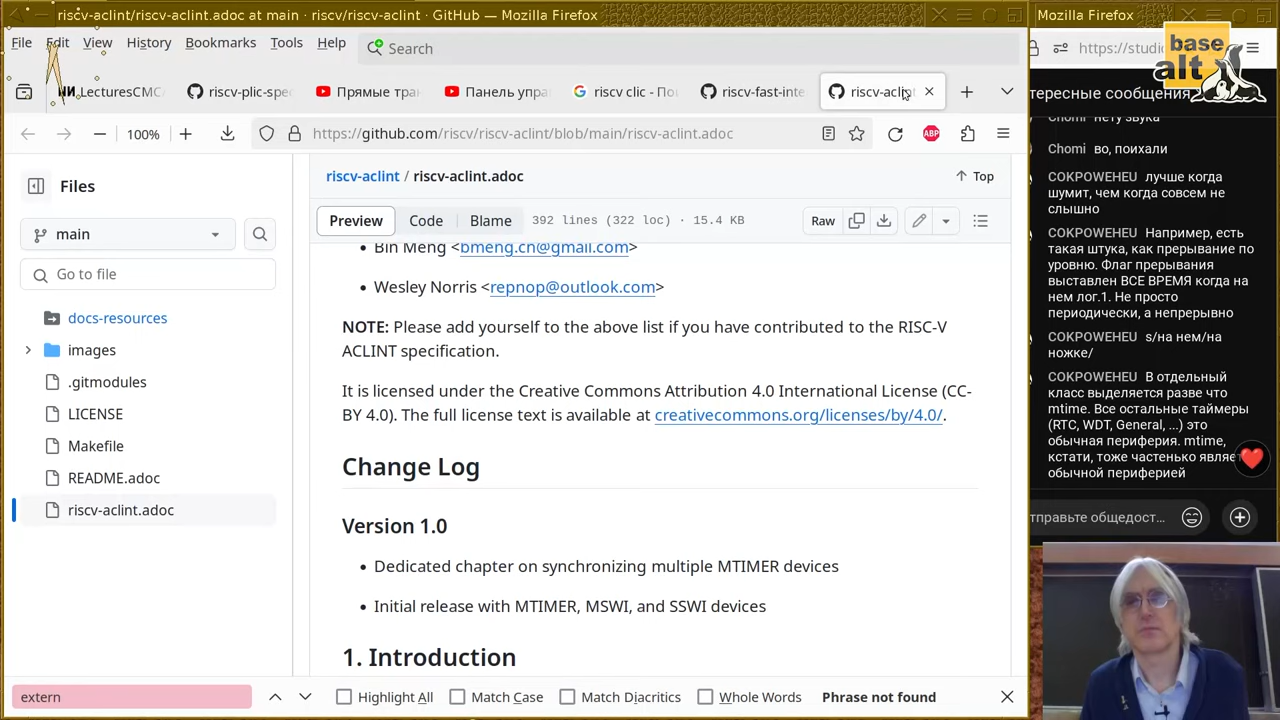 riscv-aclint/riscv-aclint.adoc at main · riscv/riscv-aclint · GitHub — Mozilla Firefox
File Edit View History Bookmarks Tools Help
Search
LecturesCMC
riscv-plic-spe
Прямые тран
Панель упра
riscv clic - По
riscv-fast-inte
riscv-aclin
100%
https://github.com/riscv/riscv-aclint/blob/main/riscv-aclint.adoc
ABP
Files
main
Go to file
docs-resources
images
.gitmodules
LICENSE
Makefile
README.adoc
riscv-aclint.adoc
riscv-aclint / riscv-aclint.adoc
Top
Preview Code Blame 392 lines (322 loc) · 15.4 KB
Raw
• Bin Meng <bmeng.cn@gmail.com>
• Wesley Norris <repnop@outlook.com>
NOTE: Please add yourself to the above list if you have contributed to the RISC-V
ACLINT specification.
It is licensed under the Creative Commons Attribution 4.0 International License (CC-
BY 4.0). The full license text is available at creativecommons.org/licenses/by/4.0/.
Change Log
Version 1.0
• Dedicated chapter on synchronizing multiple MTIMER devices
• Initial release with MTIMER, MSWI, and SSWI devices
1. Introduction
extern
Highlight All Match Case Match Diacritics Whole Words Phrase not found
Mozilla Firefox
https://studi
base
alt
тересные сообщения
Chomi нету звука
Chomi во, поихали
COKPOWEHEU лучше когда
шумит, чем когда совсем не
слышно
COKPOWEHEU Например, есть
такая штука, как прерывание по
уровню. Флаг прерывания
выставлен ВСЕ ВРЕМЯ когда на
нем лог.1. Не просто
периодически, а непрерывно
COKPOWEHEU s/на нем/на
ножке/
COKPOWEHEU В отдельный
класс выделяется разве что
mtime. Все остальные таймеры
(RTC, WDT, General, ...) это
обычная периферия. mtime,
кстати, тоже частенько являе
обычной периферией
тправьте общедост...